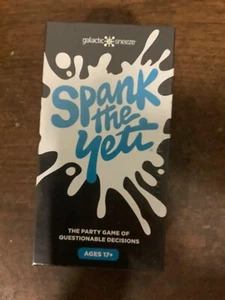 galactic sneeze
Spank
the
Yeti
THE PARTY GAME OF
QUESTIONABLE DECISIONS
AGES 17+